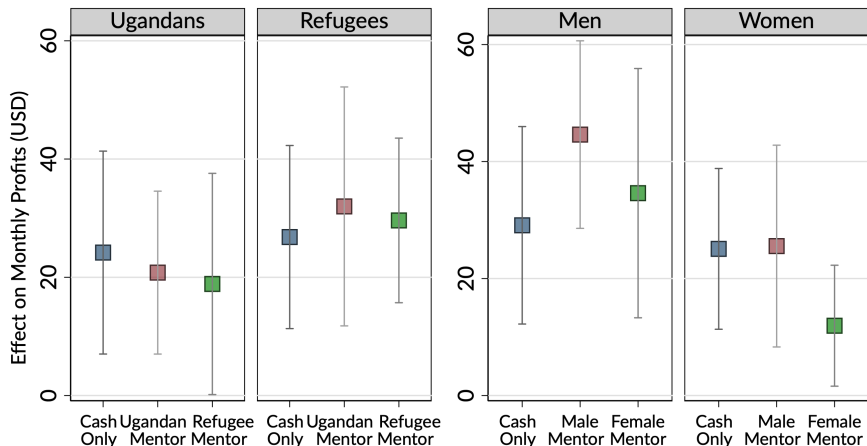 Ugandans Refugees Men Women
Effect on Monthly Profits (USD)
60
40
20
0
60
40
20
0
Cash Only
Ugandan Mentor
Refugee Mentor
Cash Only
Ugandan Mentor
Refugee Mentor
Cash Only
Male Mentor
Female Mentor
Cash Only
Male Mentor
Female Mentor